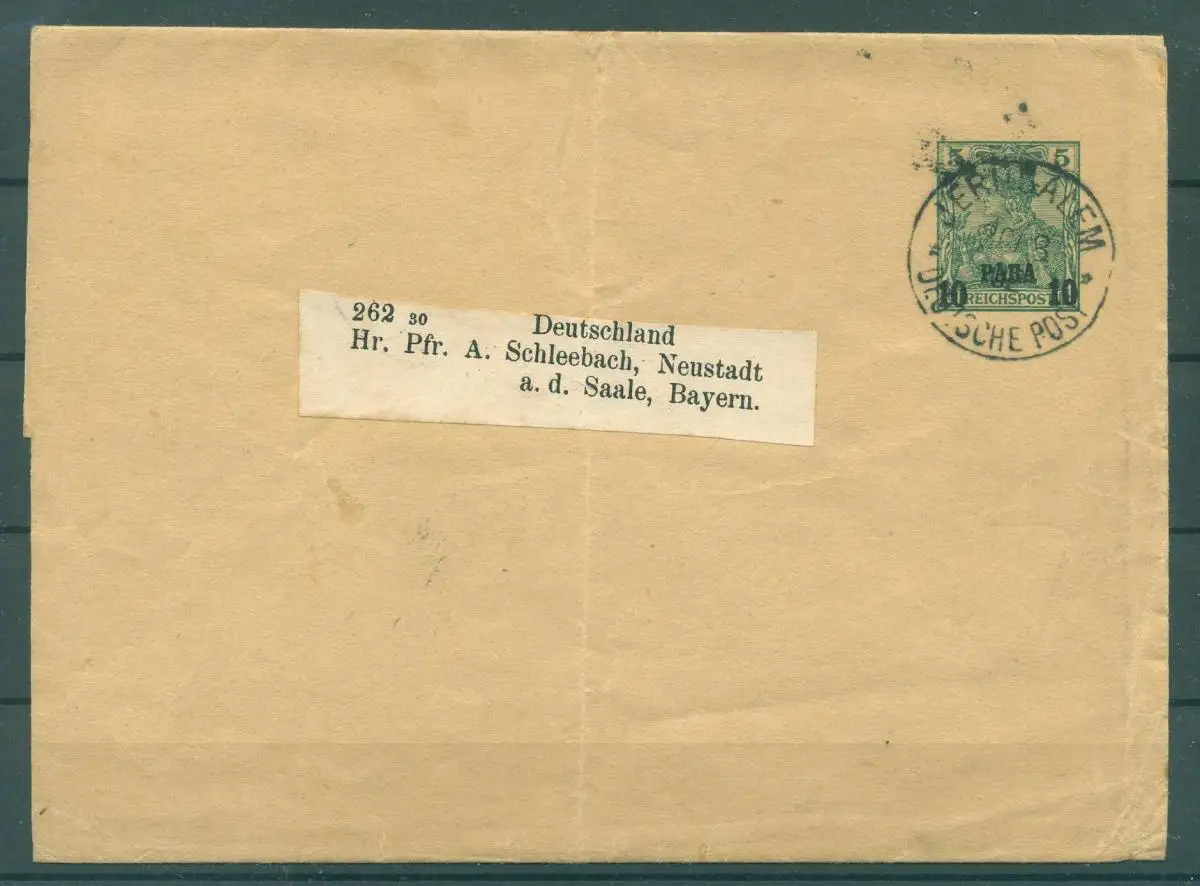 5 5
JERUSALEM
PARA
10 10
REICHSPOST
DEUTSCHE POST
262 30 Deutschland
Hr. Pfr. A. Schleebach, Neustadt
a. d. Saale, Bayern.